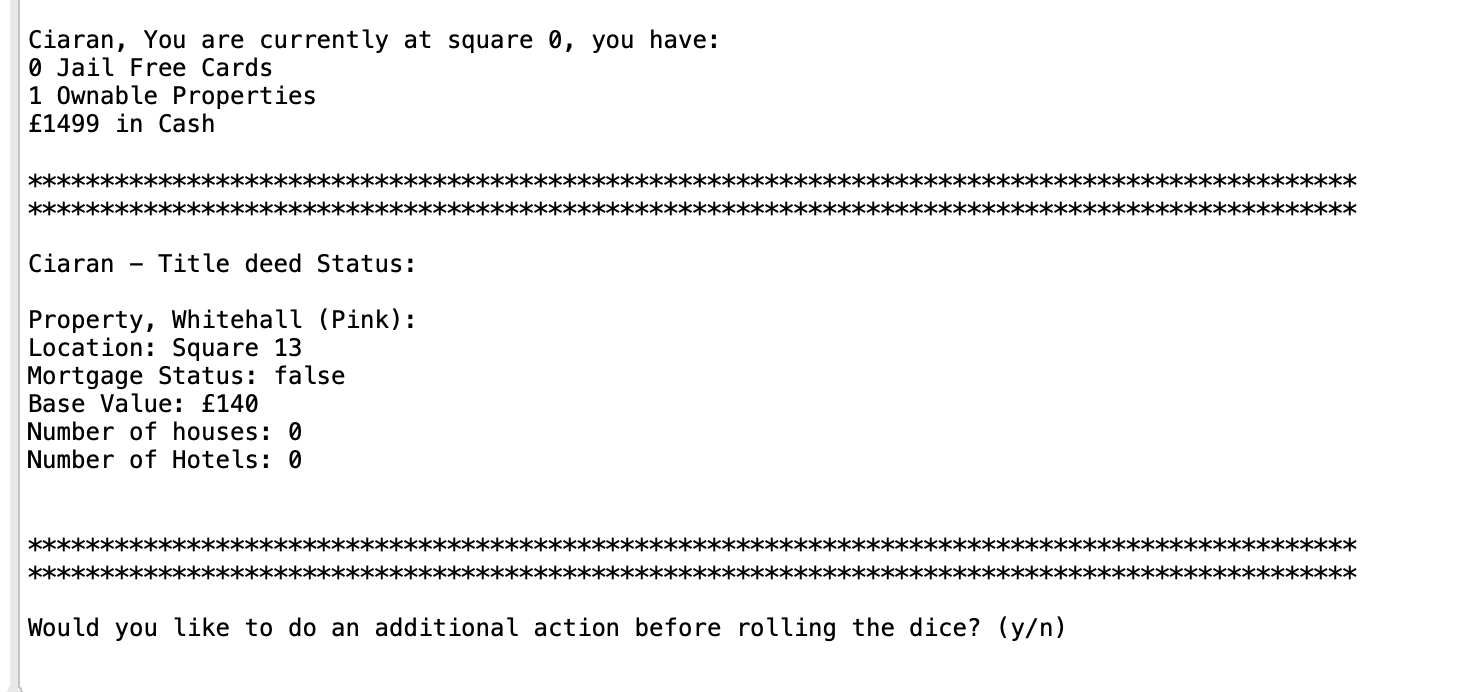 Ciaran, You are currently at square 0, you have:
0 Jail Free Cards
1 Ownable Properties
£1499 in Cash
********************************************************************************************
********************************************************************************************
Ciaran – Title deed Status:
Property, Whitehall (Pink):
Location: Square 13
Mortgage Status: false
Base Value: £140
Number of houses: 0
Number of Hotels: 0
********************************************************************************************
********************************************************************************************
Would you like to do an additional action before rolling the dice? (y/n)